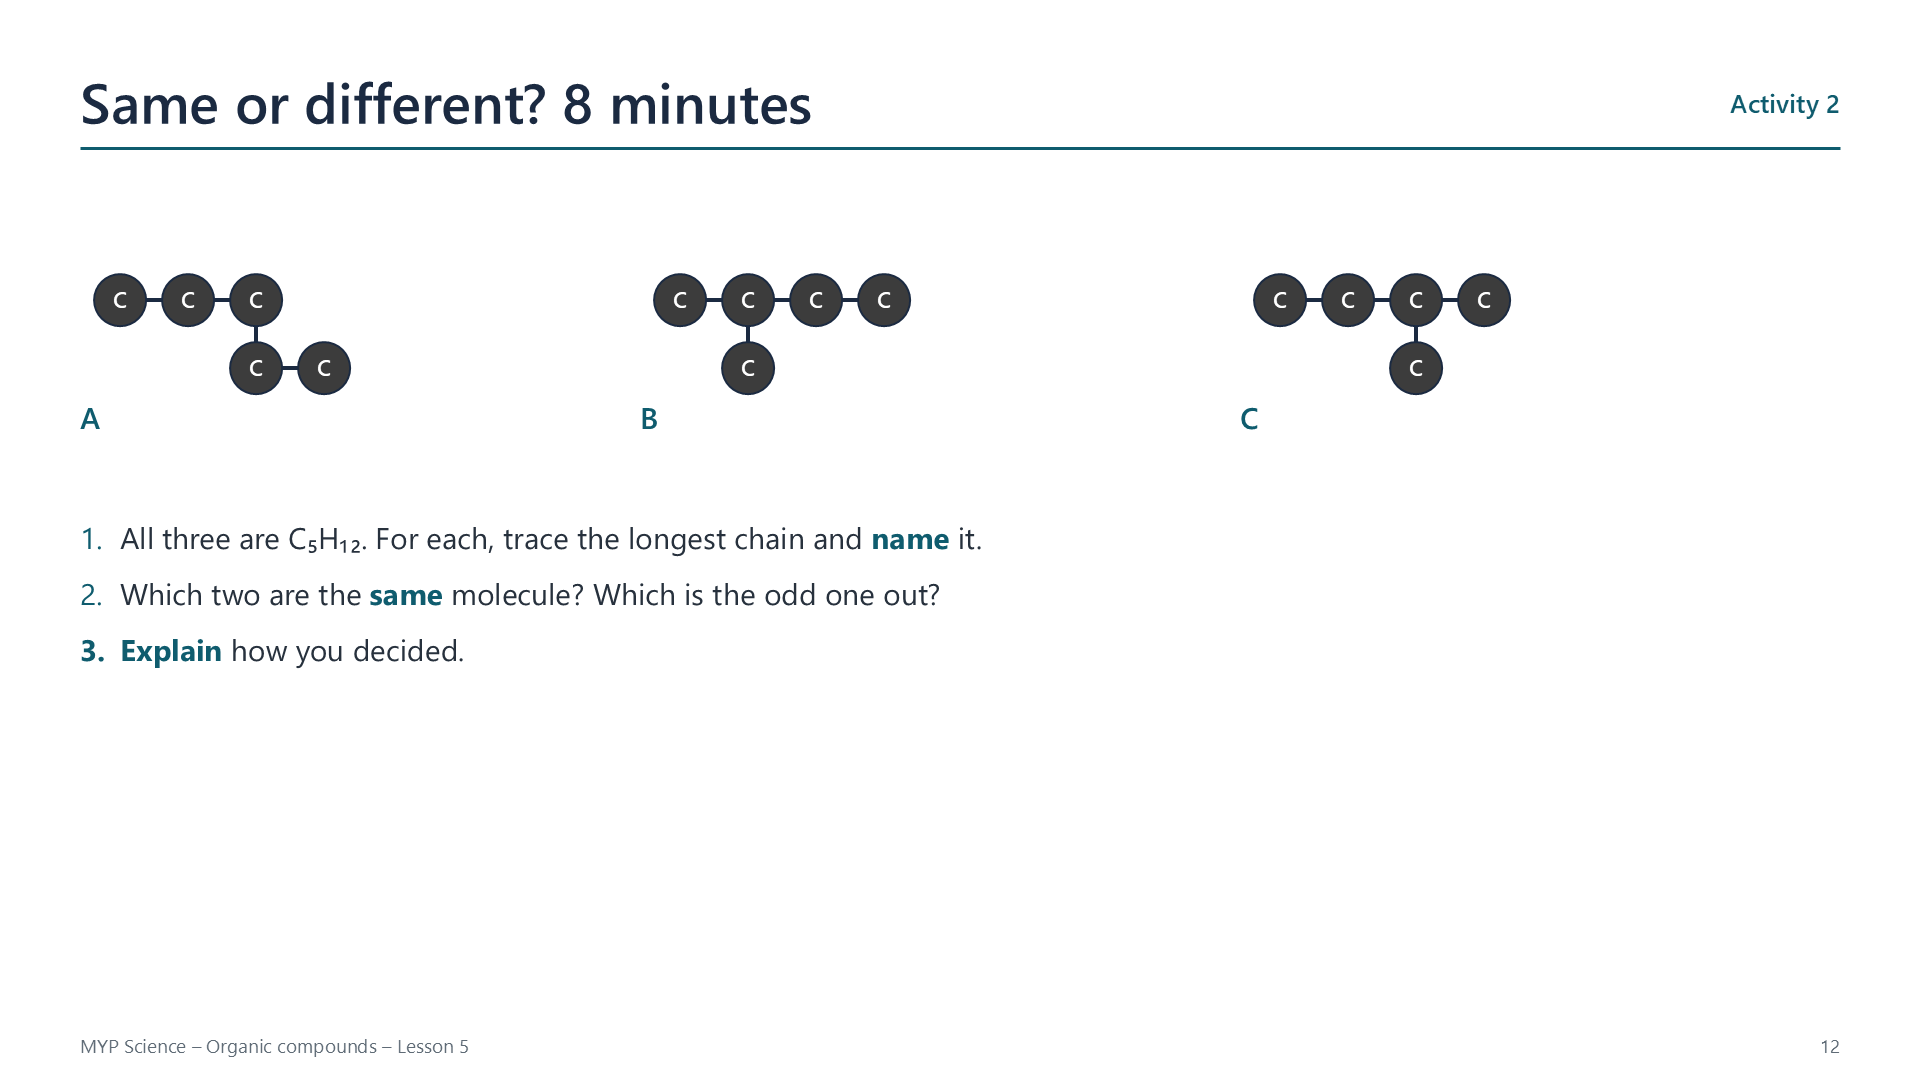 Same or different? 8 minutes
Activity 2
C C C C C C C C C C C
C C C C
A B C
1. All three are C₅H₁₂. For each, trace the longest chain and name it.
2. Which two are the same molecule? Which is the odd one out?
3. Explain how you decided.
MYP Science – Organic compounds – Lesson 5
12